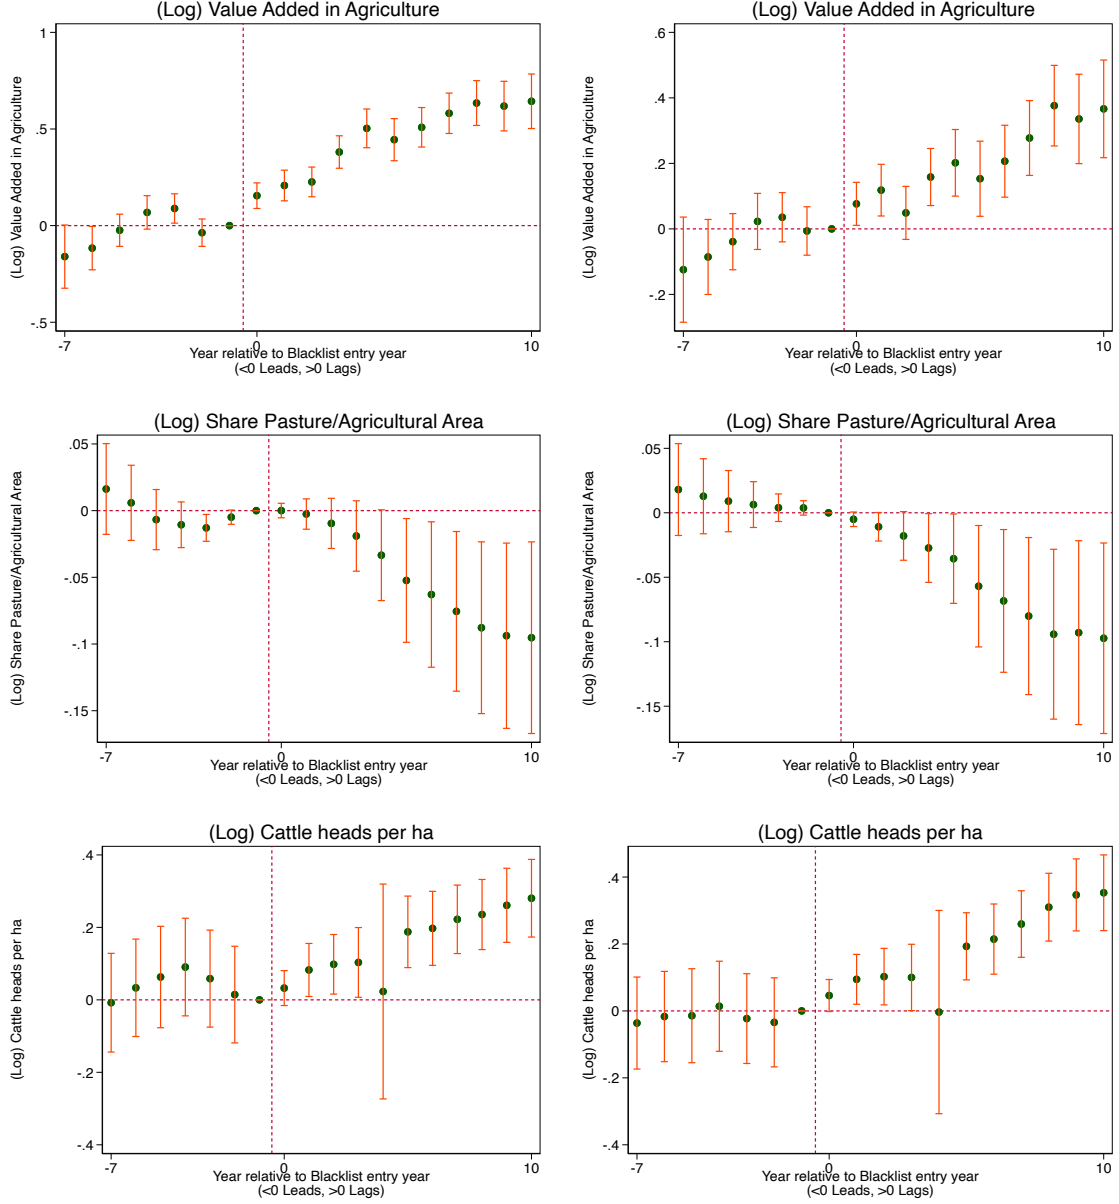 (Log) Value Added in Agriculture
(Log) Value Added in Agriculture
1
.5
0
-.5
-7
0
10
Year relative to Blacklist entry year
(<0 Leads, >0 Lags)
(Log) Value Added in Agriculture
(Log) Value Added in Agriculture
.6
.4
.2
0
-.2
-7
0
10
Year relative to Blacklist entry year
(<0 Leads, >0 Lags)
(Log) Share Pasture/Agricultural Area
(Log) Share Pasture/Agricultural Area
.05
0
-.05
-.1
-.15
-7
0
10
Year relative to Blacklist entry year
(<0 Leads, >0 Lags)
(Log) Share Pasture/Agricultural Area
(Log) Share Pasture/Agricultural Area
.05
0
-.05
-.1
-.15
-7
0
10
Year relative to Blacklist entry year
(<0 Leads, >0 Lags)
(Log) Cattle heads per ha
(Log) Cattle heads per ha
.4
.2
0
-.2
-.4
-7
0
10
Year relative to Blacklist entry year
(<0 Leads, >0 Lags)
(Log) Cattle heads per ha
(Log) Cattle heads per ha
.4
.2
0
-.2
-.4
-7
0
10
Year relative to Blacklist entry year
(<0 Leads, >0 Lags)